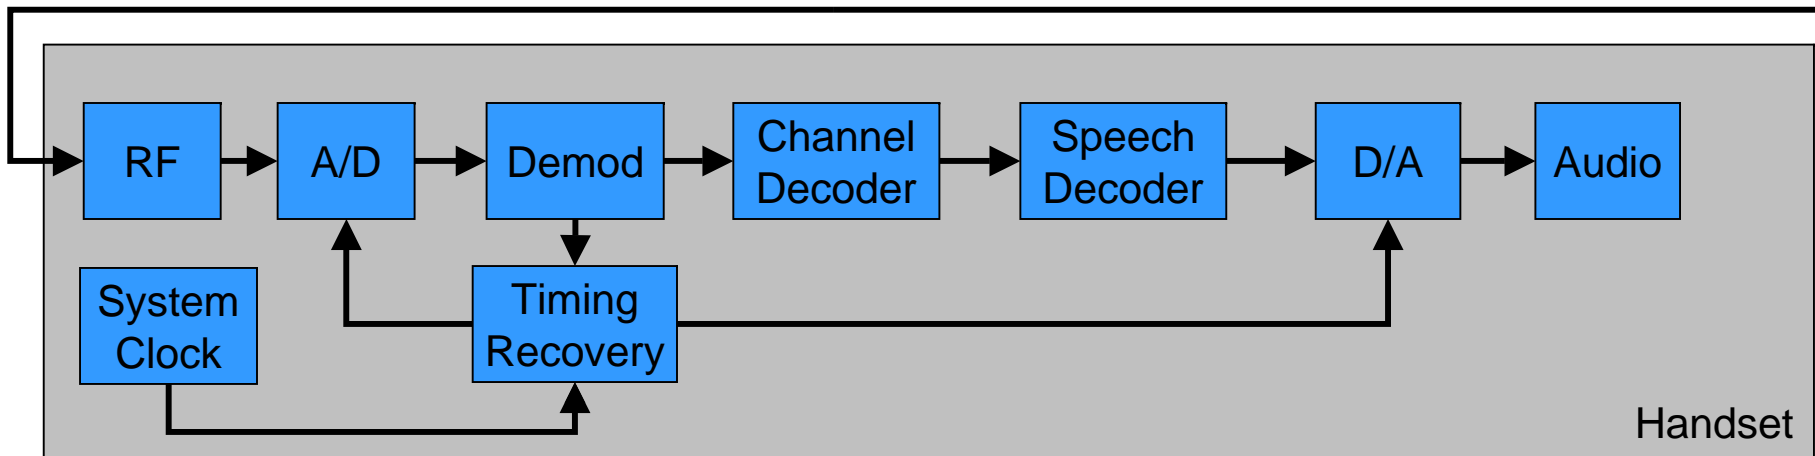 RF
A/D
Demod
Channel
Decoder
Speech
Decoder
D/A
Audio
System
Clock
Timing
Recovery
Handset